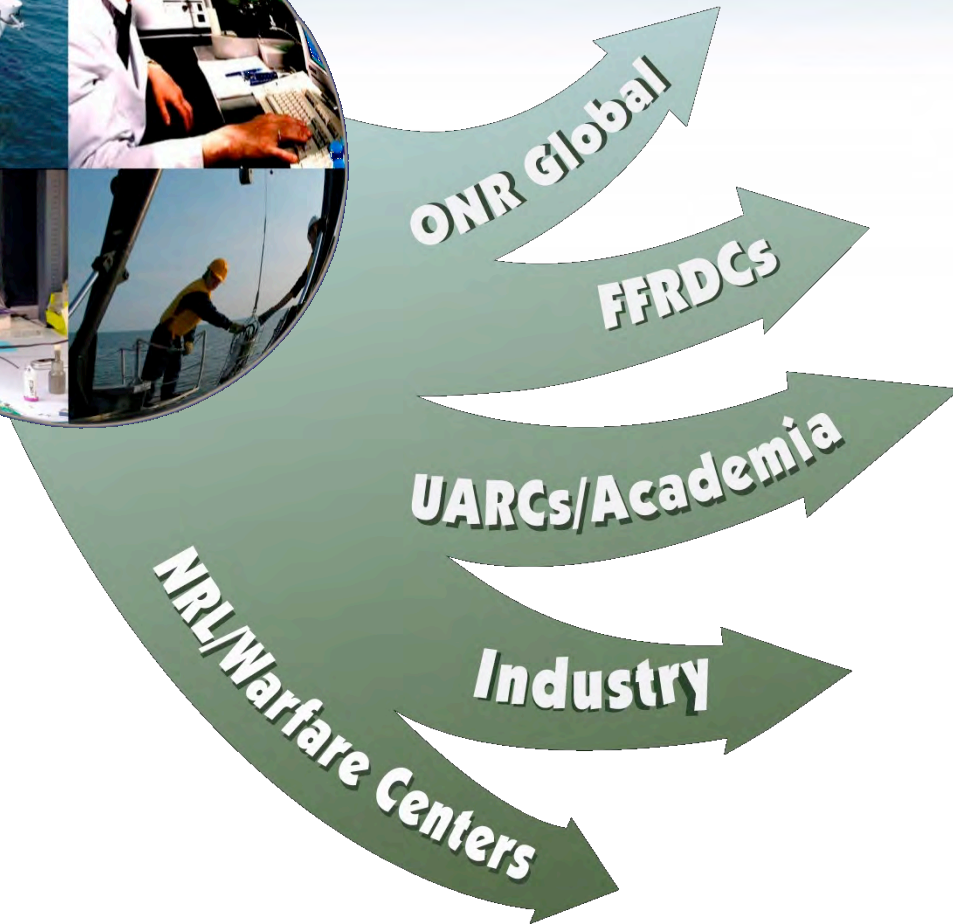 ONR Global
FFRDCs
UARCs/Academia
Industry
NRL/Warfare Centers